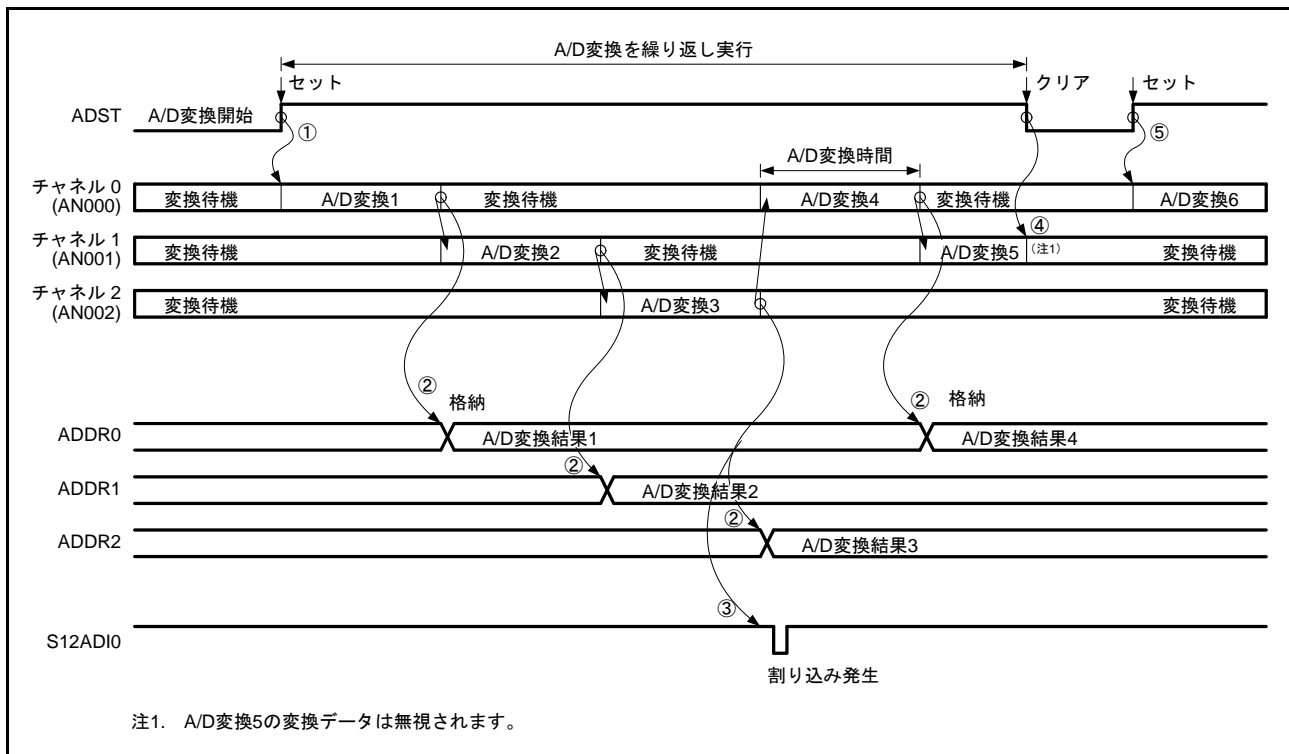 A/D変換を繰り返し実行
セット
クリア
セット
ADST
A/D変換開始
①
⑤
A/D変換時間
チャネル 0
(AN000)
変換待機
A/D変換1
変換待機
A/D変換4
変換待機
A/D変換6
④
チャネル 1
(AN001)
変換待機
A/D変換2
変換待機
A/D変換5
(注1)
変換待機
チャネル 2
(AN002)
変換待機
A/D変換3
変換待機
② 格納
② 格納
ADDR0
A/D変換結果1
A/D変換結果4
②
ADDR1
A/D変換結果2
②
ADDR2
A/D変換結果3
③
S12ADI0
割り込み発生
注1. A/D変換5の変換データは無視されます。